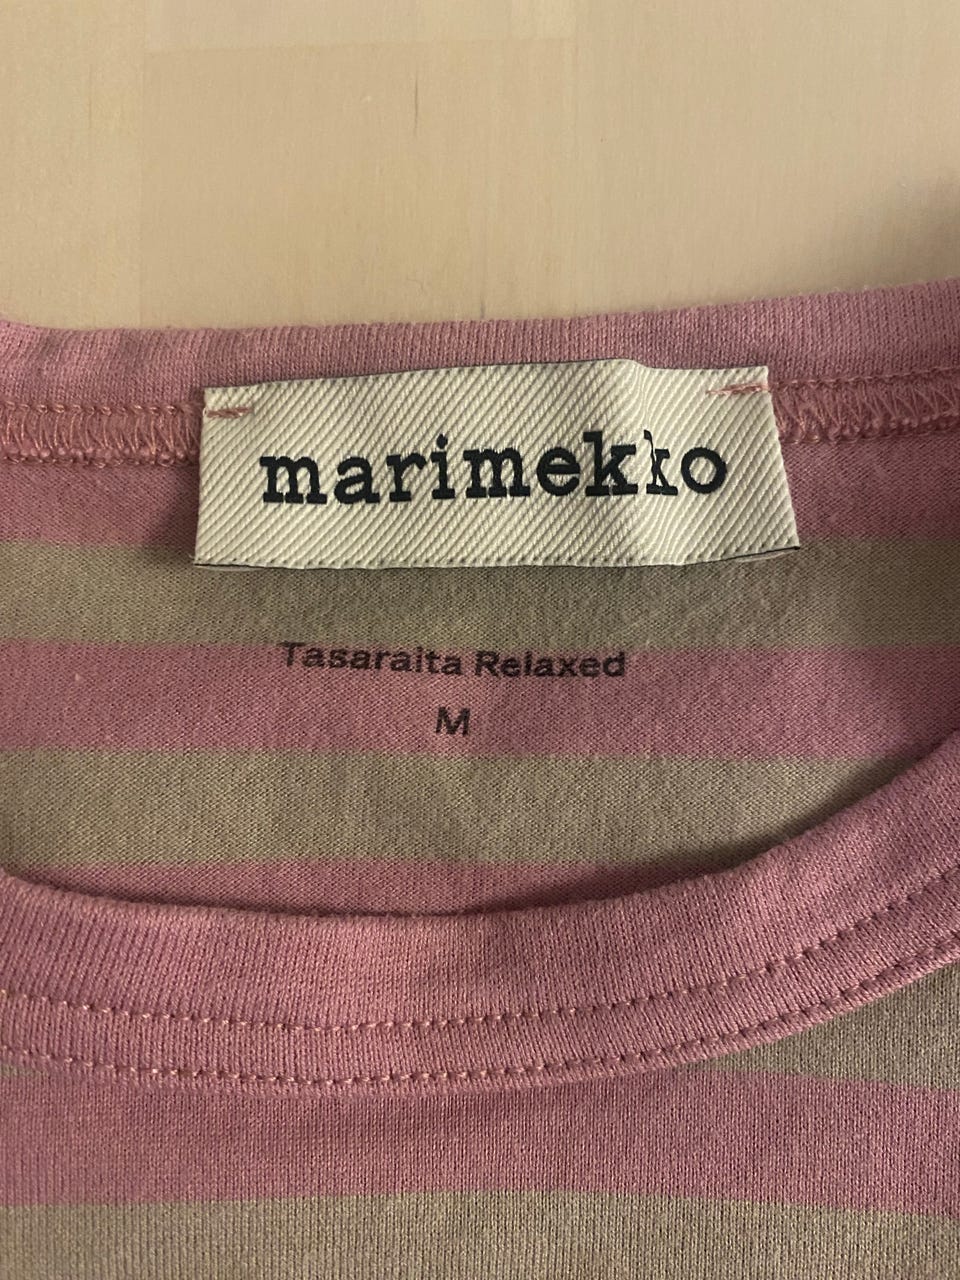 marimekko
Tasaraita Relaxed
M